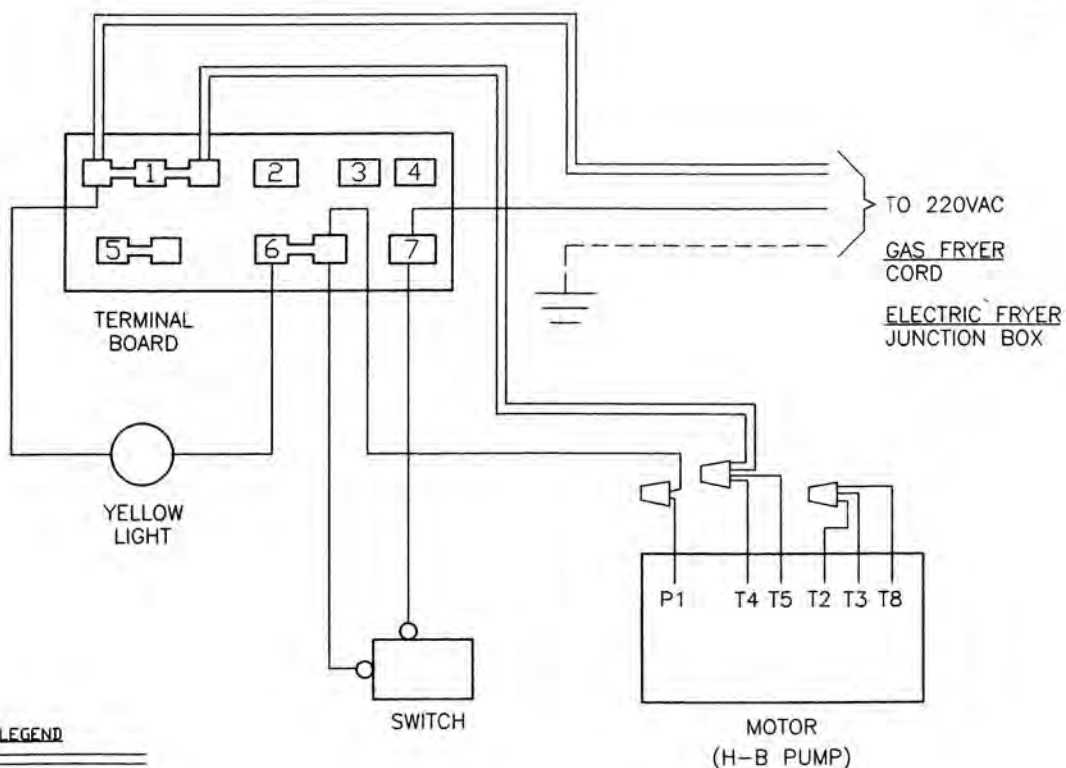 1
2
3
4
5
6
7
TERMINAL
BOARD
TO 220VAC
GAS FRYER
CORD
ELECTRIC FRYER
JUNCTION BOX
YELLOW
LIGHT
P1 T4 T5 T2 T3 T8
SWITCH
MOTOR
(H-B PUMP)
LEGEND